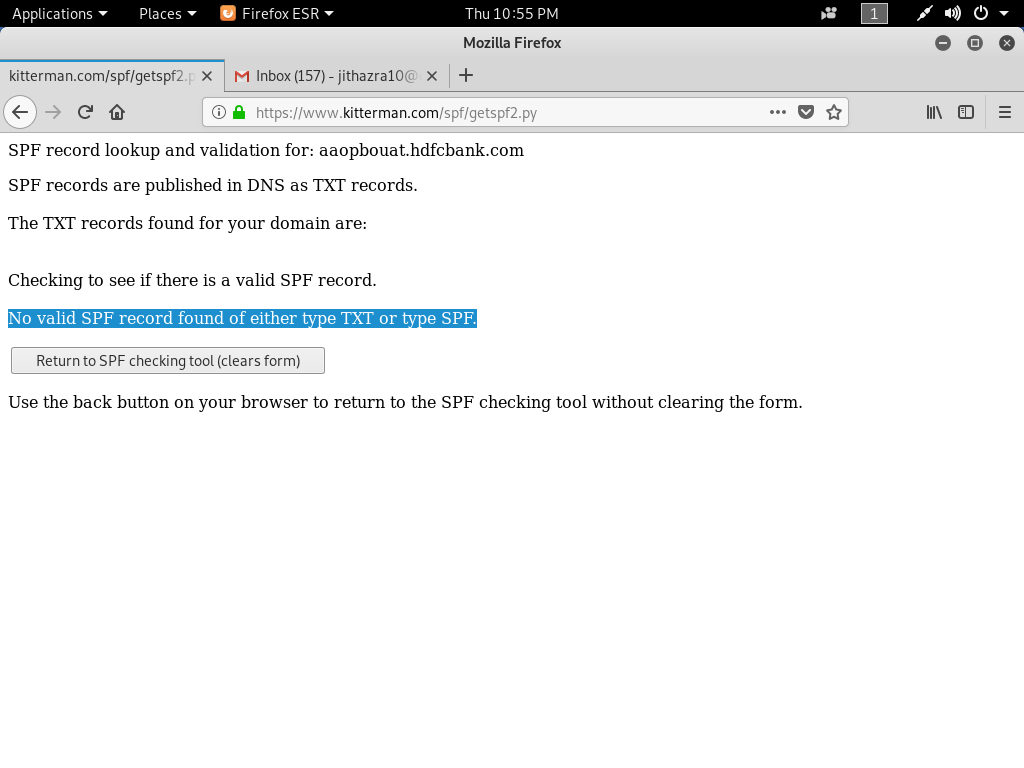 Applications Places Firefox ESR Thu 10:55 PM 1
Mozilla Firefox
kitterman.com/spf/getspf2.p Inbox (157) - jithazra10@
https://www.kitterman.com/spf/getspf2.py
SPF record lookup and validation for: aaopbouat.hdfcbank.com
SPF records are published in DNS as TXT records.
The TXT records found for your domain are:
Checking to see if there is a valid SPF record.
No valid SPF record found of either type TXT or type SPF.
Return to SPF checking tool (clears form)
Use the back button on your browser to return to the SPF checking tool without clearing the form.